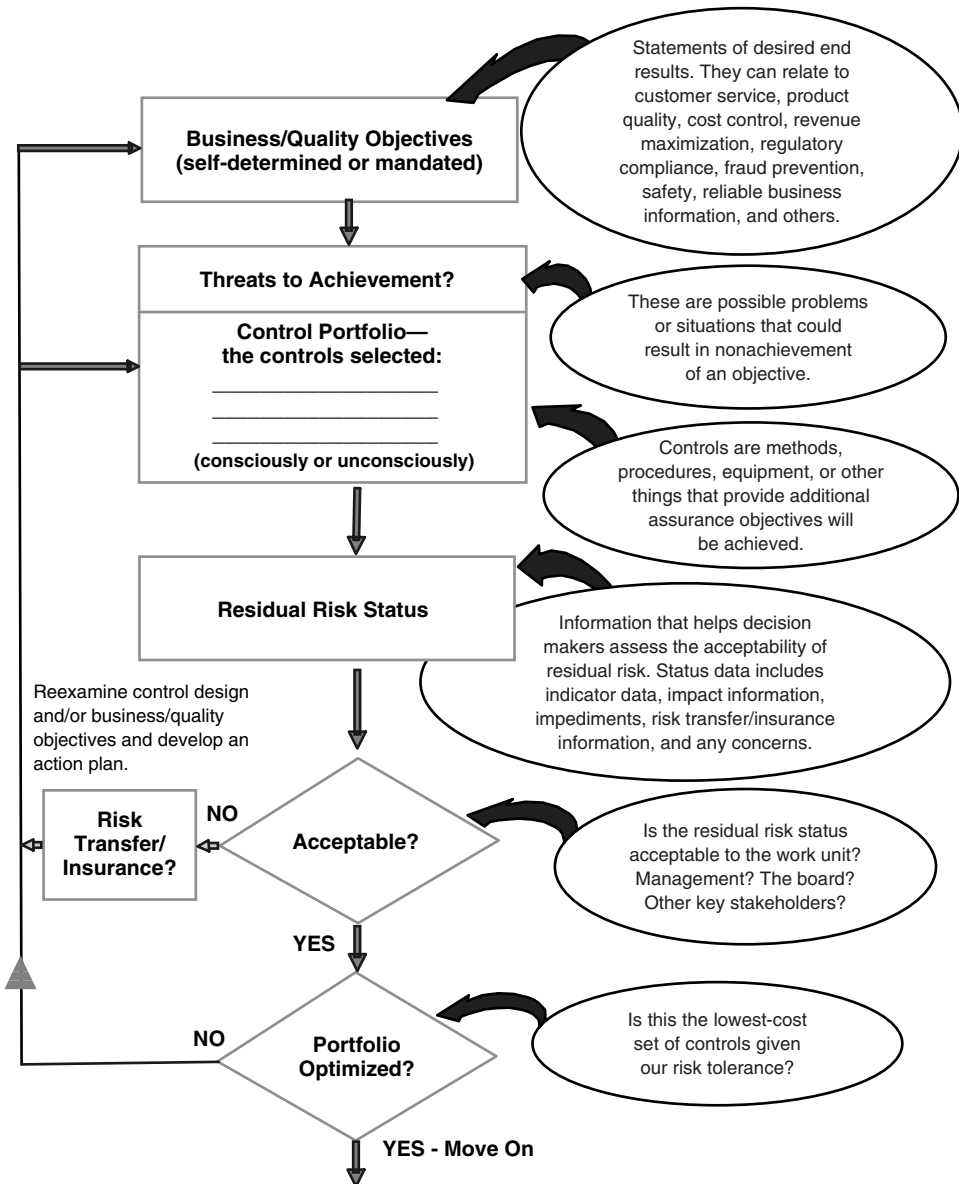 Statements of desired end
results. They can relate to
customer service, product
quality, cost control, revenue
maximization, regulatory
compliance, fraud prevention,
safety, reliable business
information, and others.
Business/Quality Objectives
(self-determined or mandated)
Threats to Achievement?
These are possible problems
or situations that could
result in nonachievement
of an objective.
Control Portfolio—
the controls selected:
(consciously or unconsciously)
Controls are methods,
procedures, equipment, or other
things that provide additional
assurance objectives will
be achieved.
Residual Risk Status
Information that helps decision
makers assess the acceptability of
residual risk. Status data includes
indicator data, impact information,
impediments, risk transfer/insurance
information, and any concerns.
Reexamine control design
and/or business/quality
objectives and develop an
action plan.
Risk
Transfer/
Insurance?
NO
Acceptable?
Is the residual risk status
acceptable to the work unit?
Management? The board?
Other key stakeholders?
YES
NO
Portfolio
Optimized?
Is this the lowest-cost
set of controls given
our risk tolerance?
YES - Move On